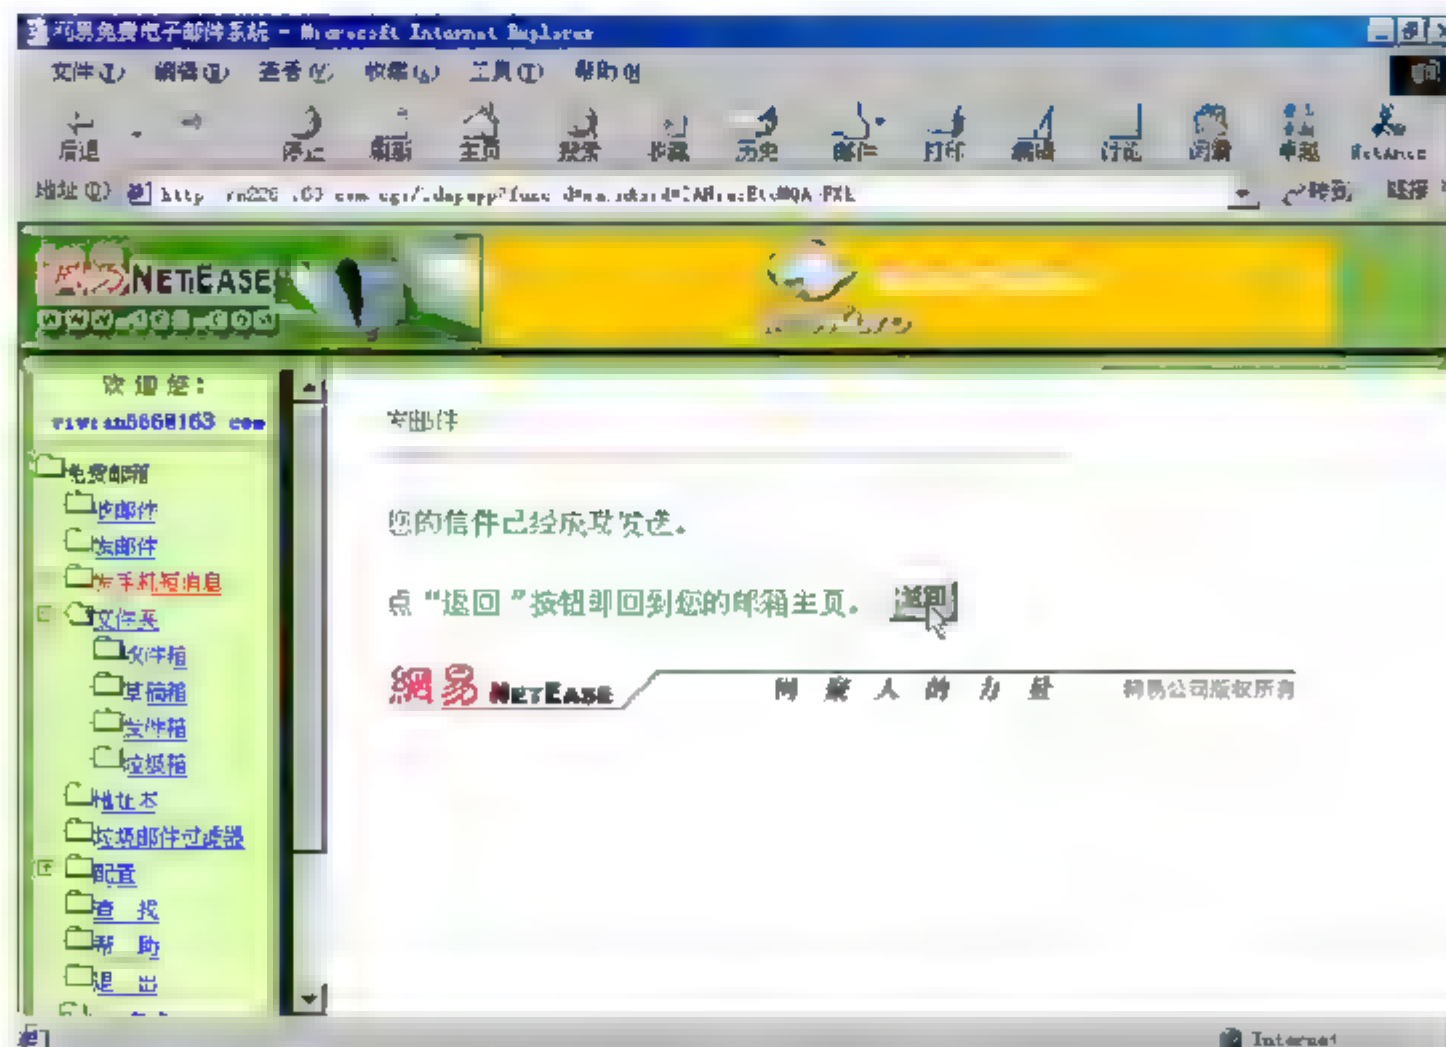 网易免费电子邮件系统 - Microsoft Internet Explorer
文件 编辑 查看 收藏 工具(T) 帮助
后退 停止 刷新 主页 搜索 收藏 历史 邮件 打印 编辑 讨论
地址 http 转到 链接
NETEASE
欢迎您：
免费邮箱
收邮件
发邮件
发手机短消息
文件夹
收件箱
草稿箱
发件箱
垃圾箱
地址本
垃圾邮件过滤器
配置
查 找
帮 助
退 出
发邮件
您的信件已经成功发送。
点“返回”按钮即回到您的邮箱主页。 返回
網易 NETEASE 网 聚 人 的 力 量 网易公司版权所有
Internet